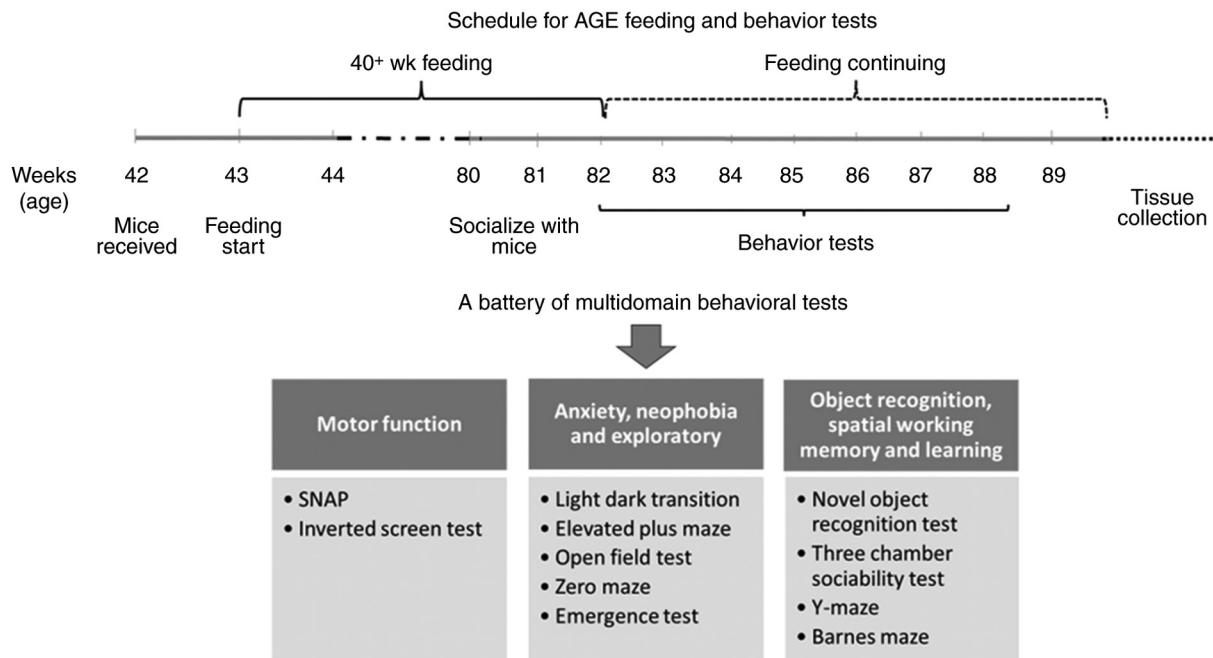 Schedule for AGE feeding and behavior tests
40+ wk feeding
Feeding continuing
Weeks
(age)
42 43 44 80 81 82 83 84 85 86 87 88 89
Mice
received
Feeding
start
Socialize with
mice
Behavior tests
Tissue
collection
A battery of multidomain behavioral tests
Motor function
• SNAP
• Inverted screen test
Anxiety, neophobia
and exploratory
• Light dark transition
• Elevated plus maze
• Open field test
• Zero maze
• Emergence test
Object recognition,
spatial working
memory and learning
• Novel object
recognition test
• Three chamber
sociability test
• Y-maze
• Barnes maze